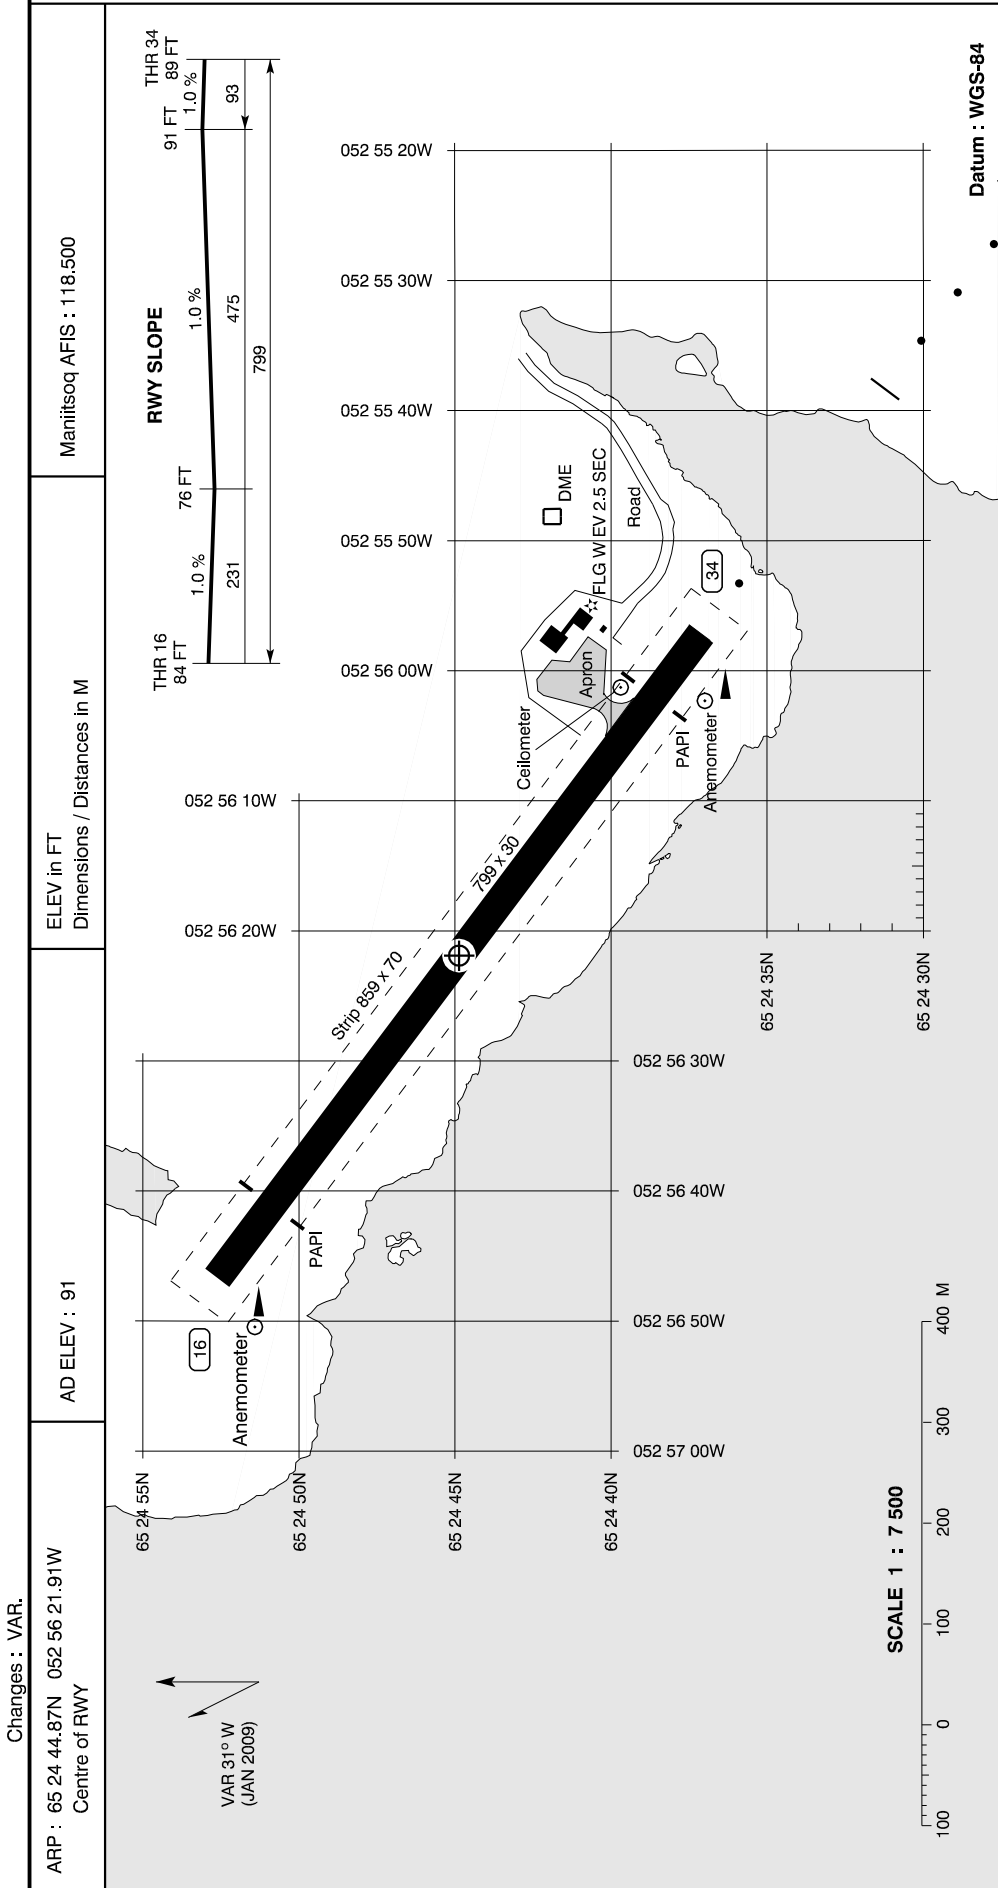 Changes : VAR.
ARP : 65 24 44.87N 052 56 21.91W
Centre of RWY
AD ELEV : 91
ELEV in FT
Dimensions / Distances in M
Maniitsoq AFIS : 118.500
THR 16
84 FT
1.0 %
231
76 FT
RWY SLOPE
1.0 %
475
799
91 FT
1.0 %
93
THR 34
89 FT
052 55 20W
052 55 30W
052 55 40W
052 55 50W
052 56 00W
052 56 10W
052 56 20W
052 56 30W
052 56 40W
052 56 50W
052 57 00W
65 24 55N
65 24 50N
65 24 45N
65 24 40N
65 24 35N
65 24 30N
DME
FLG W EV 2.5 SEC
Road
34
Apron
Ceilometer
PAPI
Anemometer
799 x 30
Strip 859 x 70
PAPI
16
Anemometer
VAR 31° W
(JAN 2009)
SCALE 1 : 7 500
100
0
100
200
300
400 M
Datum : WGS-84